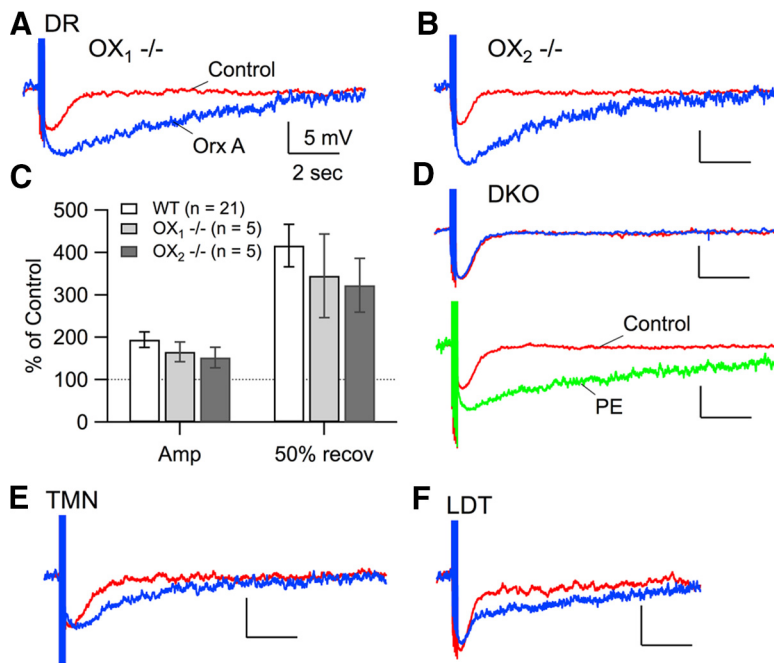 A DR
OX1 -/-
Control
Orx A
5 mV
2 sec
B
OX2 -/-
C
WT (n = 21)
OX1 -/- (n = 5)
OX2 -/- (n = 5)
% of Control
500
400
300
200
100
0
Amp
50% recov
D
DKO
Control
PE
E TMN
F LDT